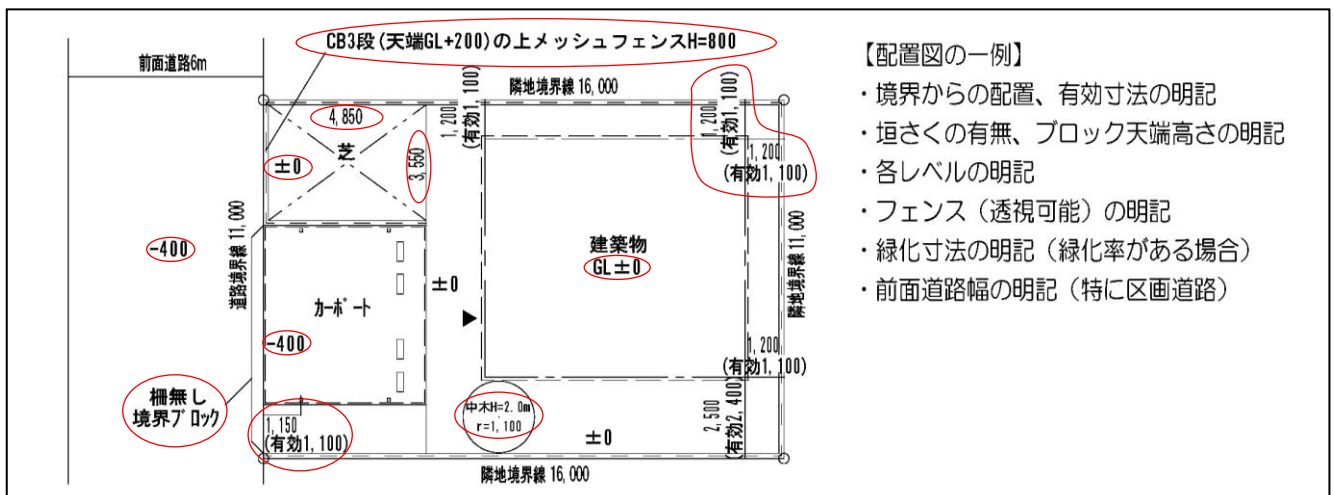 CB3段(天端GL+200)の上メッシュフェンスH=800
前面道路6m
隣地境界線 16,000
4,850
芝
±0
3,550
1,200
(有効1,100)
1,200
(有効1,100)
1,200
(有効1,100)
道路境界線 11,000
-400
建築物
GL±0
隣地境界線 11,000
カーポート
±0
▼
-400
1,200
(有効1,100)
柵無し
境界ブロック
1,150
(有効1,100)
中木H=2.0m
r=1,100
±0
2,500
(有効2,400)
隣地境界線 16,000
【配置図の一例】
・境界からの配置、有効寸法の明記
・垣さくの有無、ブロック天端高さの明記
・各レベルの明記
・フェンス（透視可能）の明記
・緑化寸法の明記（緑化率がある場合）
・前面道路幅の明記（特に区画道路）